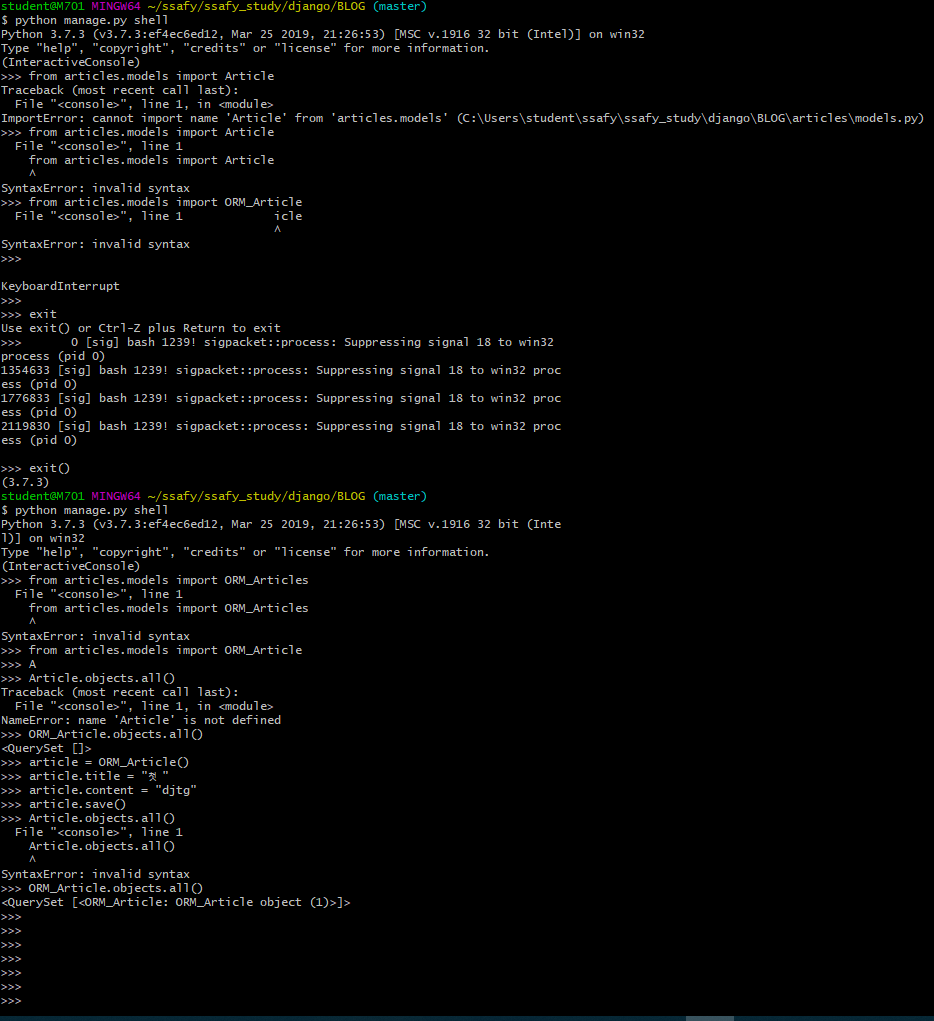 student@M701 MINGW64 ~/ssafy/ssafy_study/django/BLOG (master)
$ python manage.py shell
Python 3.7.3 (v3.7.3:ef4ec6ed12, Mar 25 2019, 21:26:53) [MSC v.1916 32 bit (Intel)] on win32
Type "help", "copyright", "credits" or "license" for more information.
(InteractiveConsole)
>>> from articles.models import Article
Traceback (most recent call last):
  File "<console>", line 1, in <module>
ImportError: cannot import name 'Article' from 'articles.models' (C:\Users\student\ssafy\ssafy_study\django\BLOG\articles\models.py)
>>> from articles.models import Article
  File "<console>", line 1
    from articles.models import Article
    ^
SyntaxError: invalid syntax
>>> from articles.models import ORM_Article
  File "<console>", line 1             icle
                                       ^
SyntaxError: invalid syntax
>>>

KeyboardInterrupt
>>>
>>> exit
Use exit() or Ctrl-Z plus Return to exit
>>>       0 [sig] bash 1239! sigpacket::process: Suppressing signal 18 to win32
process (pid 0)
1354633 [sig] bash 1239! sigpacket::process: Suppressing signal 18 to win32 proc
ess (pid 0)
1776833 [sig] bash 1239! sigpacket::process: Suppressing signal 18 to win32 proc
ess (pid 0)
2119830 [sig] bash 1239! sigpacket::process: Suppressing signal 18 to win32 proc
ess (pid 0)

>>> exit()
(3.7.3)
student@M701 MINGW64 ~/ssafy/ssafy_study/django/BLOG (master)
$ python manage.py shell
Python 3.7.3 (v3.7.3:ef4ec6ed12, Mar 25 2019, 21:26:53) [MSC v.1916 32 bit (Inte
l)] on win32
Type "help", "copyright", "credits" or "license" for more information.
(InteractiveConsole)
>>> from articles.models import ORM_Articles
  File "<console>", line 1
    from articles.models import ORM_Articles
    ^
SyntaxError: invalid syntax
>>> from articles.models import ORM_Article
>>> A
>>> Article.objects.all()
Traceback (most recent call last):
  File "<console>", line 1, in <module>
NameError: name 'Article' is not defined
>>> ORM_Article.objects.all()
<QuerySet []>
>>> article = ORM_Article()
>>> article.title = "첫 "
>>> article.content = "djtg"
>>> article.save()
>>> Article.objects.all()
  File "<console>", line 1
    Article.objects.all()
    ^
SyntaxError: invalid syntax
>>> ORM_Article.objects.all()
<QuerySet [<ORM_Article: ORM_Article object (1)>]>
>>>
>>>
>>>
>>>
>>>
>>>
>>>